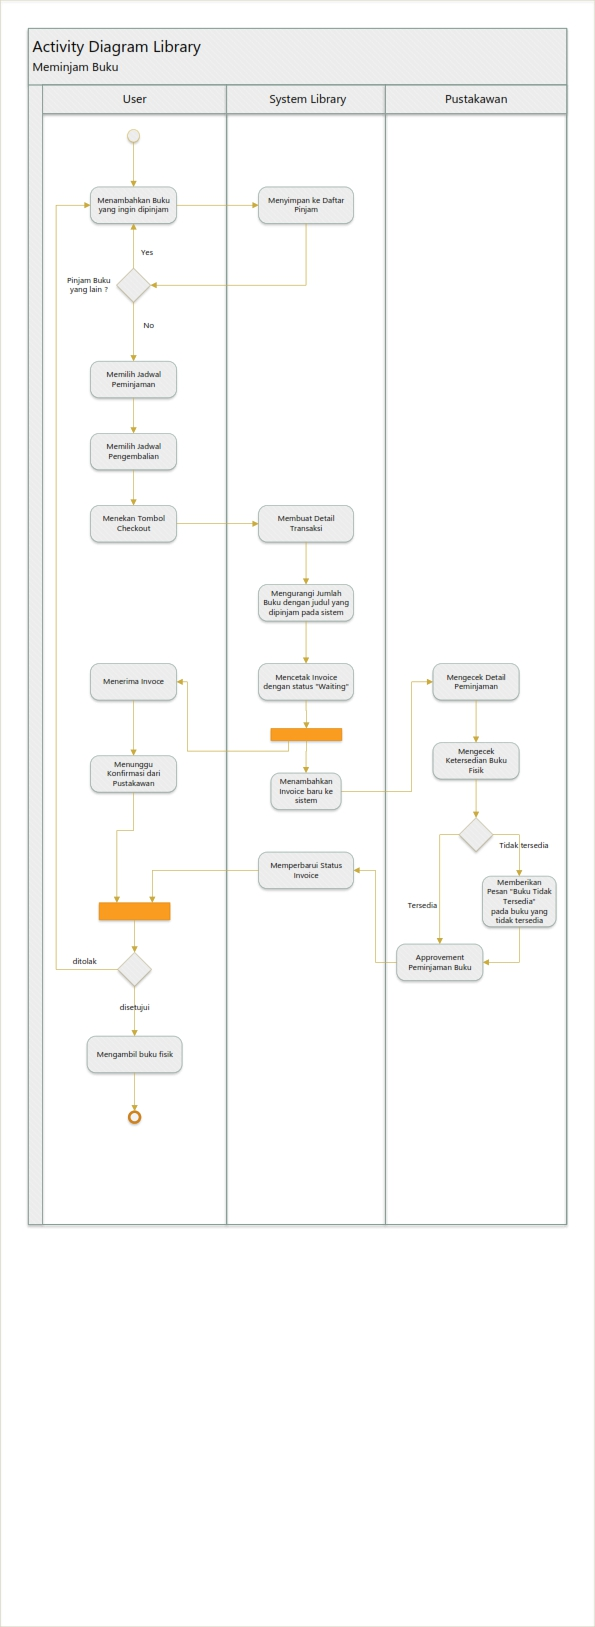 Activity Diagram Library
Meminjam Buku
User
System Library
Pustakawan
Menambahkan Buku
yang ingin dipinjam
Menyimpan ke Daftar
Pinjam
Yes
Pinjam Buku
yang lain ?
No
Memilih Jadwal
Peminjaman
Memilih Jadwal
Pengembalian
Menekan Tombol
Checkout
Membuat Detail
Transaksi
Mengurangi Jumlah
Buku dengan judul yang
dipinjam pada sistem
Menerima Invoce
Mencetak Invoice
dengan status "Waiting"
Mengecek Detail
Peminjaman
Menunggu
Konfirmasi dari
Pustakawan
Menambahkan
Invoice baru ke
sistem
Mengecek
Ketersedian Buku
Fisik
Tidak tersedia
Memperbarui Status
Invoice
Memberikan
Pesan "Buku Tidak
Tersedia"
pada buku yang
tidak tersedia
Tersedia
Approvement
Peminjaman Buku
ditolak
disetujui
Mengambil buku fisik